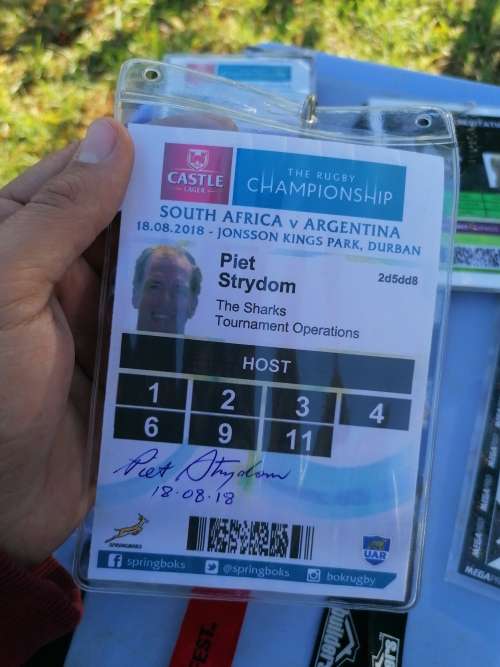 CASTLE
LAGER
THE RUGBY
CHAMPIONSHIP
SOUTH AFRICA v ARGENTINA
18.08.2018 - JONSSON KINGS PARK, DURBAN
Piet
Strydom
2d5dd8
The Sharks
Tournament Operations
HOST
1 2 3 4
6 9 11
Piet Strydom
18.08.18
SPRINGBOKS
UAR
springboks @springboks bokrugby